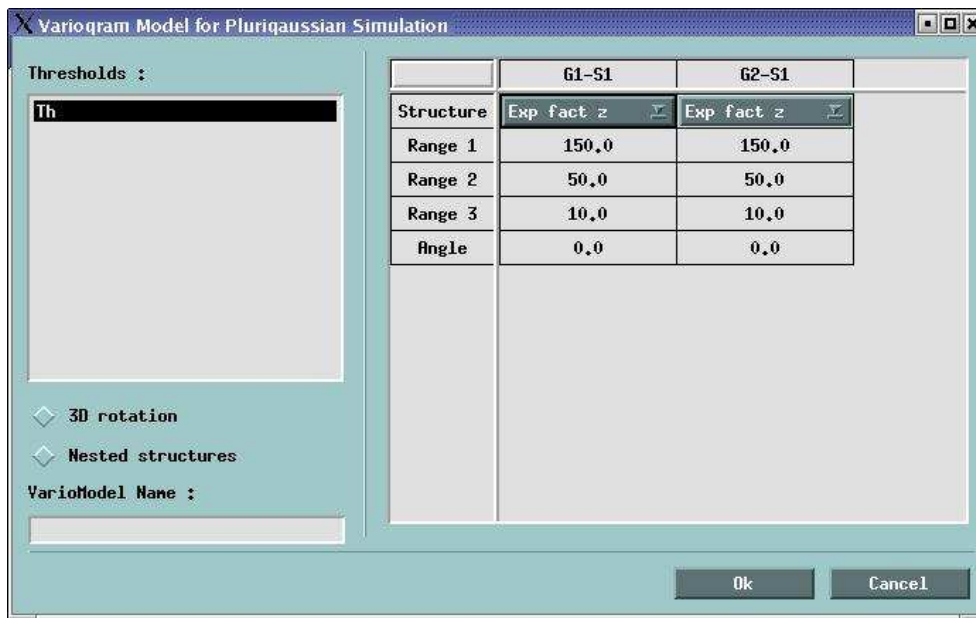 Varioqram Model for Pluriqaussian Simulation
Thresholds :
Th
G1-S1 G2-S1
Structure Exp fact z Exp fact z
Range 1 150.0 150.0
Range 2 50.0 50.0
Range 3 10.0 10.0
Angle 0.0 0.0
3D rotation
Nested structures
VarioModel Name :
Ok Cancel